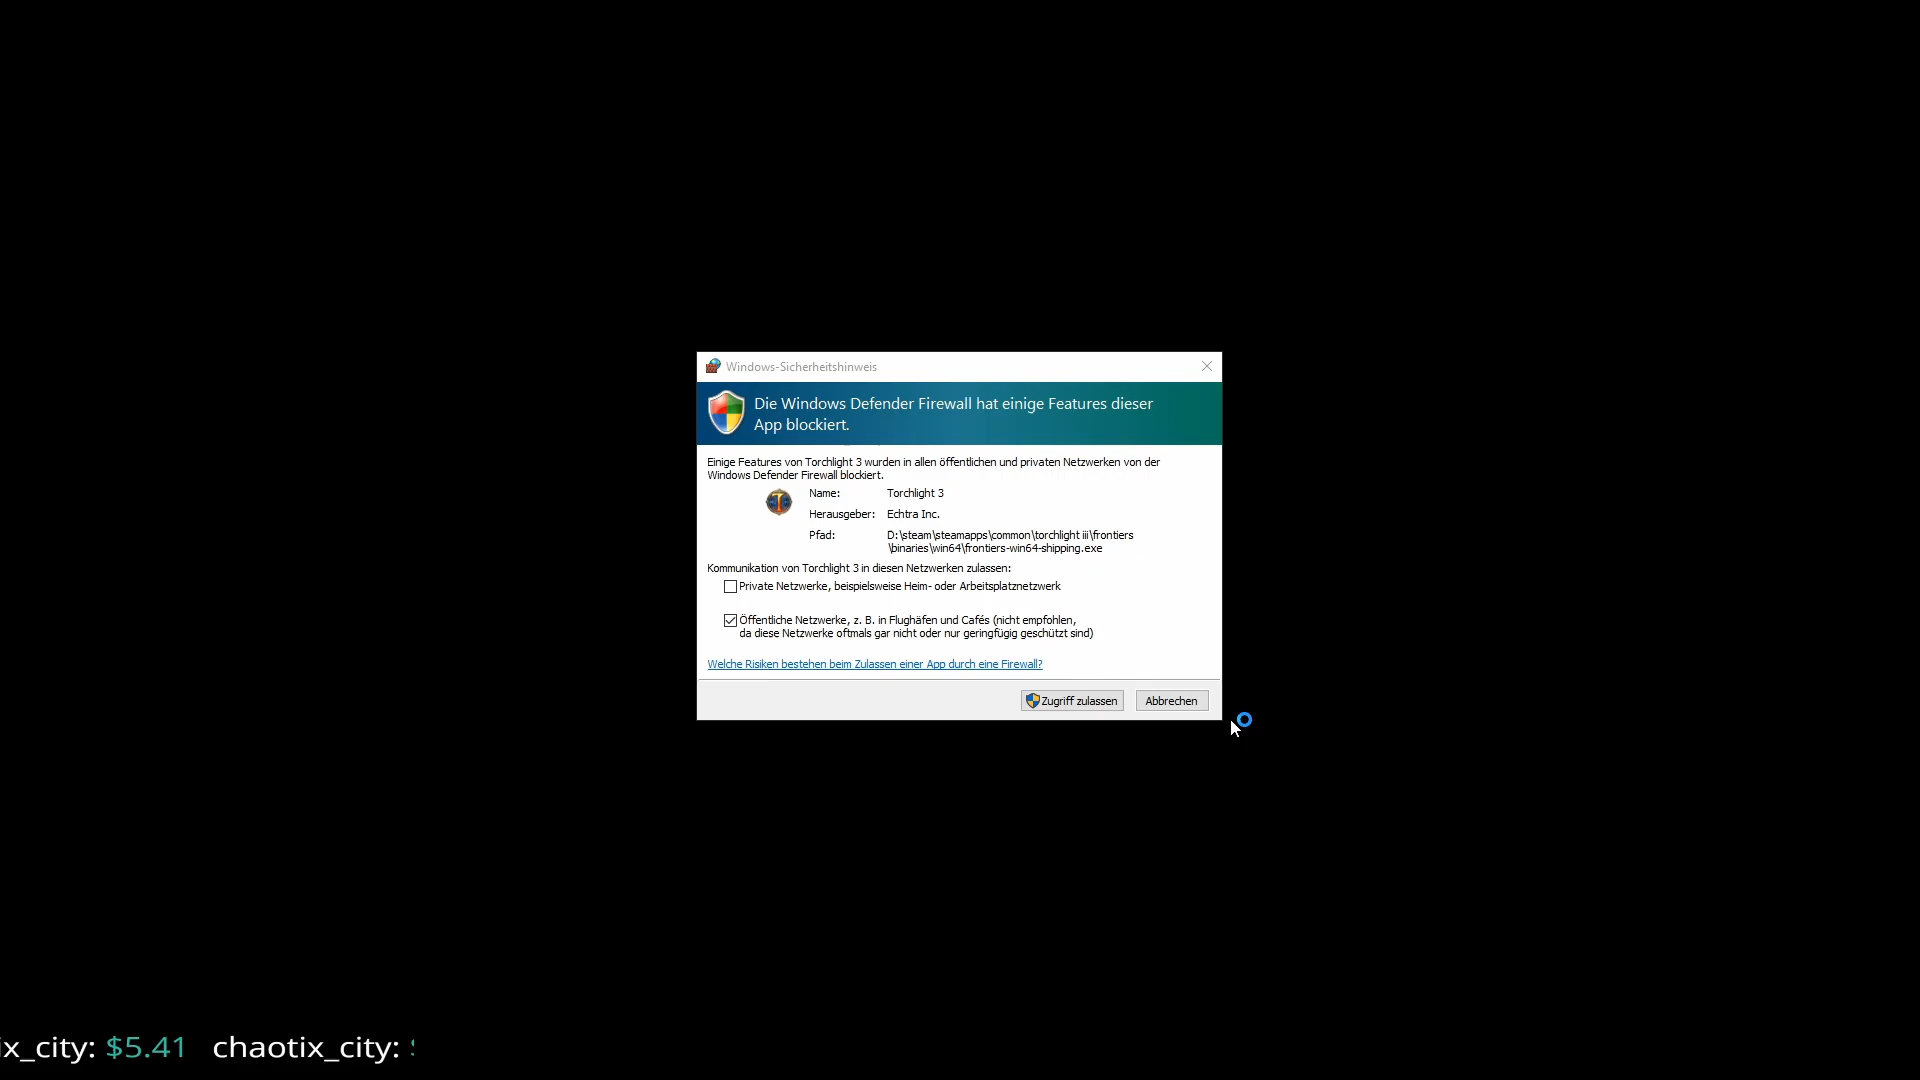 Windows-Sicherheitshinweis
Die Windows Defender Firewall hat einige Features dieser
App blockiert.
Einige Features von Torchlight 3 wurden in allen öffentlichen und privaten Netzwerken von der
Windows Defender Firewall blockiert.
Name: Torchlight 3
Herausgeber: Echtra Inc.
Pfad: D:\steam\steamapps\common\torchlight iii\frontiers
\binaries\win64\frontiers-win64-shipping.exe
Kommunikation von Torchlight 3 in diesen Netzwerken zulassen:
Private Netzwerke, beispielsweise Heim- oder Arbeitsplatznetzwerk
Öffentliche Netzwerke, z. B. in Flughäfen und Cafés (nicht empfohlen,
da diese Netzwerke oftmals gar nicht oder nur geringfügig geschützt sind)
Welche Risiken bestehen beim Zulassen einer App durch eine Firewall?
Zugriff zulassen Abbrechen
ix_city: $5.41 chaotix_city: